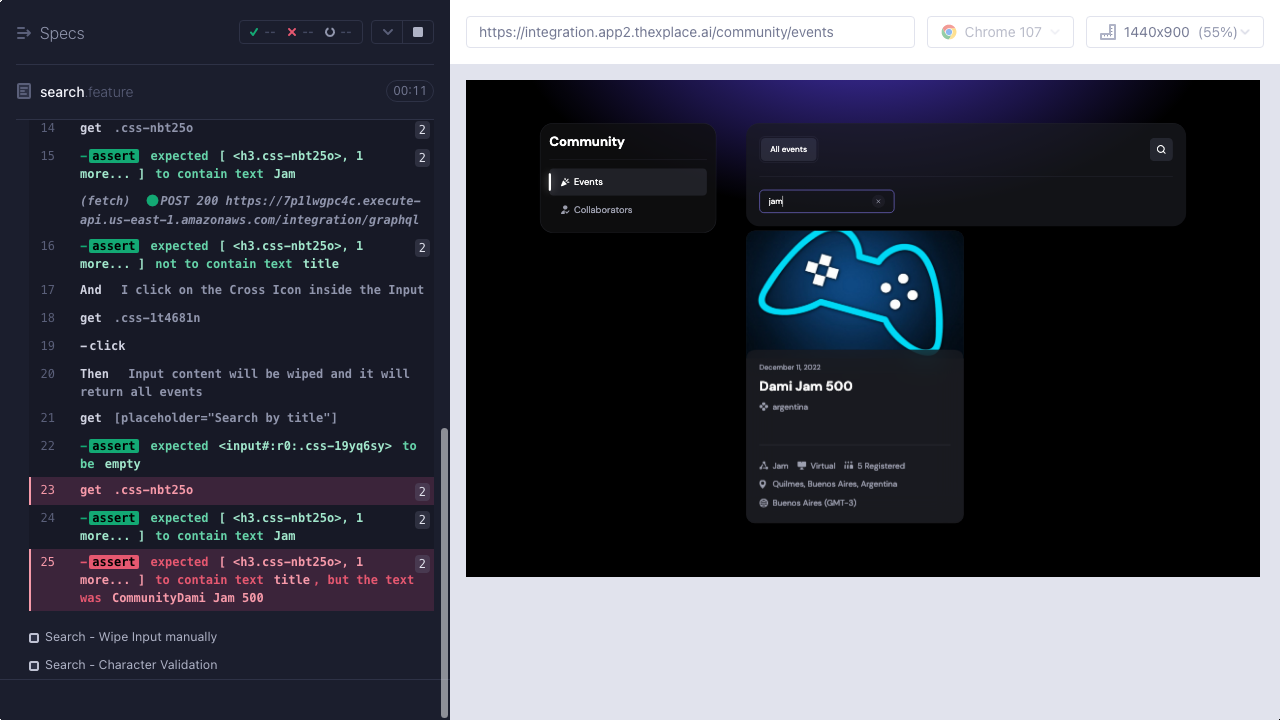 Specs
-- -- --
search.feature
00:11
14 get .css-nbt25o 2
15 -assert expected [ <h3.css-nbt25o>, 1 2
more... ] to contain text Jam
(fetch) POST 200 https://7p1lwgpc4c.execute-
api.us-east-1.amazonaws.com/integration/graphql
16 -assert expected [ <h3.css-nbt25o>, 1 2
more... ] not to contain text title
17 And I click on the Cross Icon inside the Input
18 get .css-1t4681n
19 -click
20 Then Input content will be wiped and it will
return all events
21 get [placeholder="Search by title"]
22 -assert expected <input#:r0:.css-19yq6sy> to
be empty
23 get .css-nbt25o 2
24 -assert expected [ <h3.css-nbt25o>, 1 2
more... ] to contain text Jam
25 -assert expected [ <h3.css-nbt25o>, 1 2
more... ] to contain text title, but the text
was CommunityDami Jam 500
Search - Wipe Input manually
Search - Character Validation
https://integration.app2.thexplace.ai/community/events
Chrome 107
1440x900 (55%)
Community
Events
Collaborators
All events
jam
December 11, 2022
Dami Jam 500
argentina
Jam Virtual 5 Registered
Quilmes, Buenos Aires, Argentina
Buenos Aires (GMT-3)